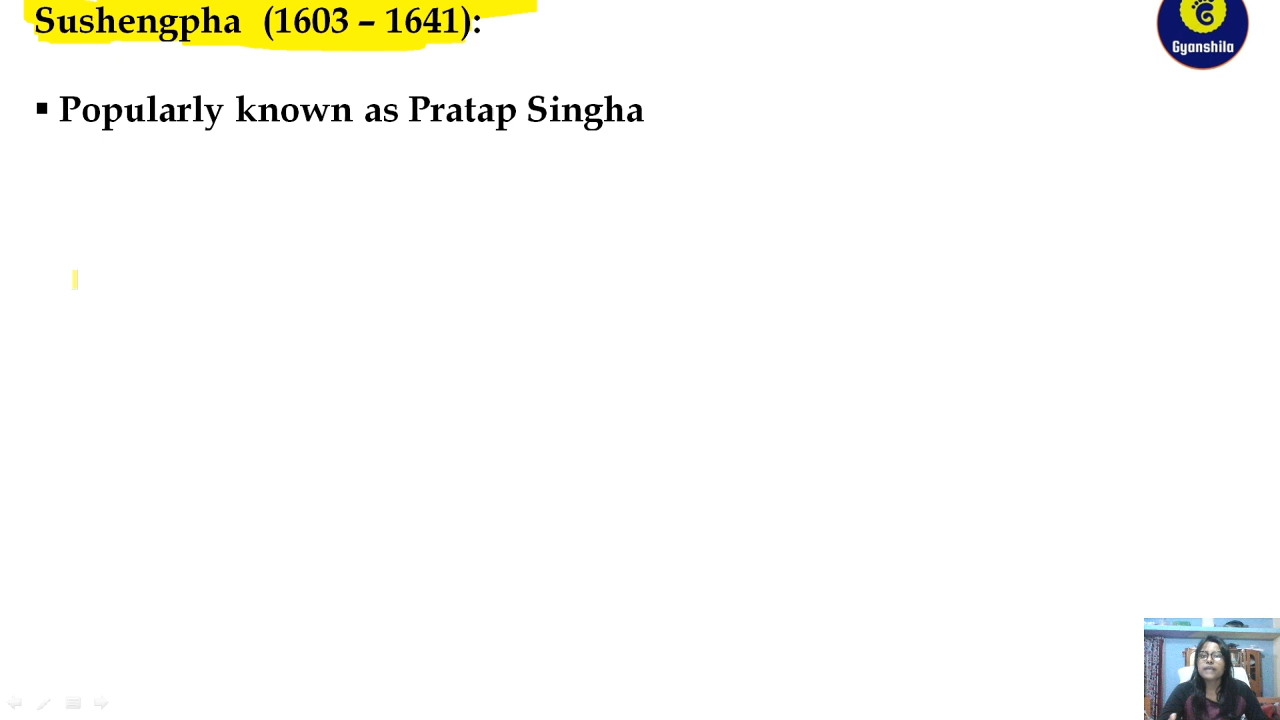 Sushengpha (1603 – 1641):
Gyanshila
▪ Popularly known as Pratap Singha